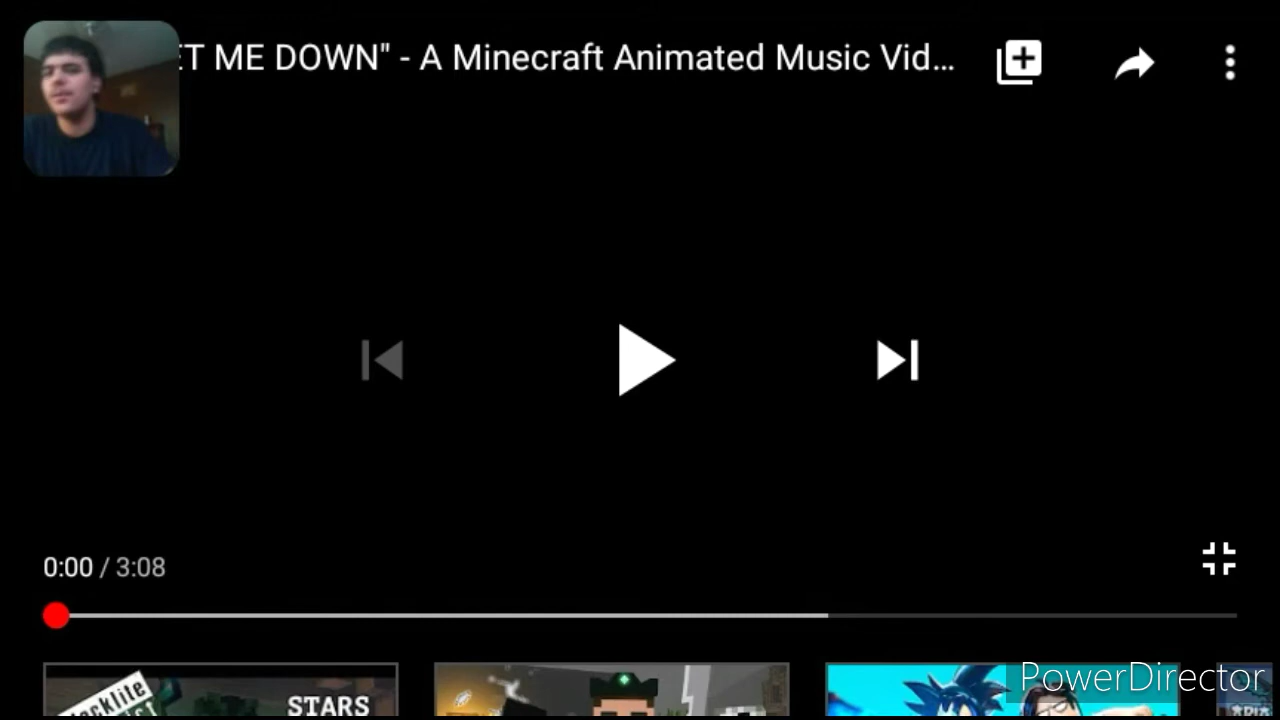 ET ME DOWN" - A Minecraft Animated Music Vid...
0:00 / 3:08
STARS
PowerDirector